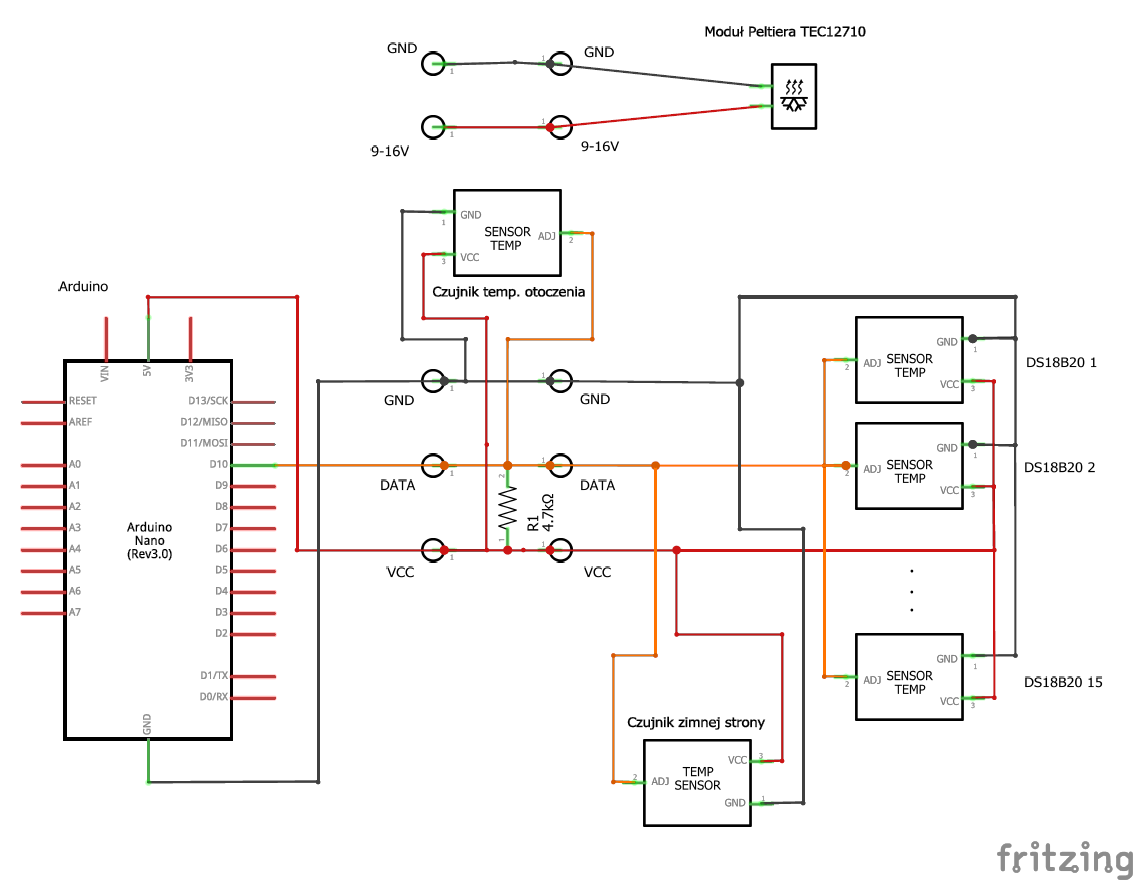 Moduł Peltiera TEC12710
GND
1
1
GND
9-16V
1
1
9-16V
GND
1
SENSOR
TEMP
ADJ
2
VCC
3
Czujnik temp. otoczenia
Arduino
VIN
5V
3V3
RESET
AREF
A0
A1
A2
A3
A4
A5
A6
A7
Arduino
Nano
(Rev3.0)
D13/SCK
D12/MISO
D11/MOSI
D10
D9
D8
D7
D6
D5
D4
D3
D2
D1/TX
D0/RX
GND
GND
1
1
GND
DATA
1
1
DATA
2
R1
4.7kΩ
1
VCC
1
1
VCC
GND
1
SENSOR
TEMP
ADJ
2
VCC
3
DS18B20 1
GND
1
SENSOR
TEMP
ADJ
2
VCC
3
DS18B20 2
GND
1
SENSOR
TEMP
ADJ
2
VCC
3
DS18B20 15
Czujnik zimnej strony
VCC
3
TEMP
SENSOR
ADJ
2
GND
1
fritzing